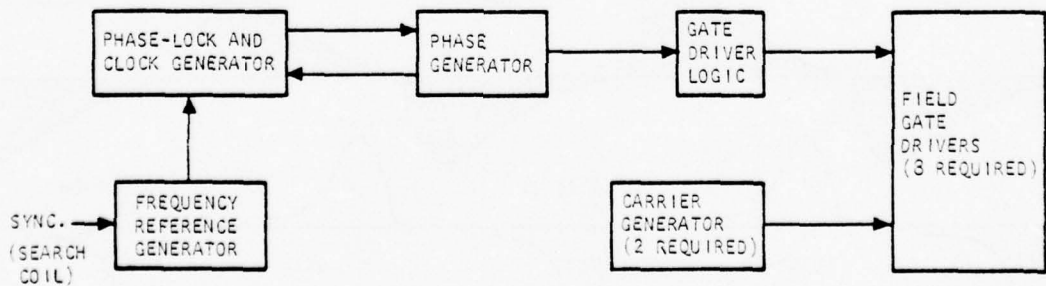 PHASE-LOCK AND
CLOCK GENERATOR
PHASE
GENERATOR
GATE
DRIVER
LOGIC
FIELD
GATE
DRIVERS
(3 REQUIRED)
SYNC.
(SEARCH
COIL)
FREQUENCY
REFERENCE
GENERATOR
CARRIER
GENERATOR
(2 REQUIRED)